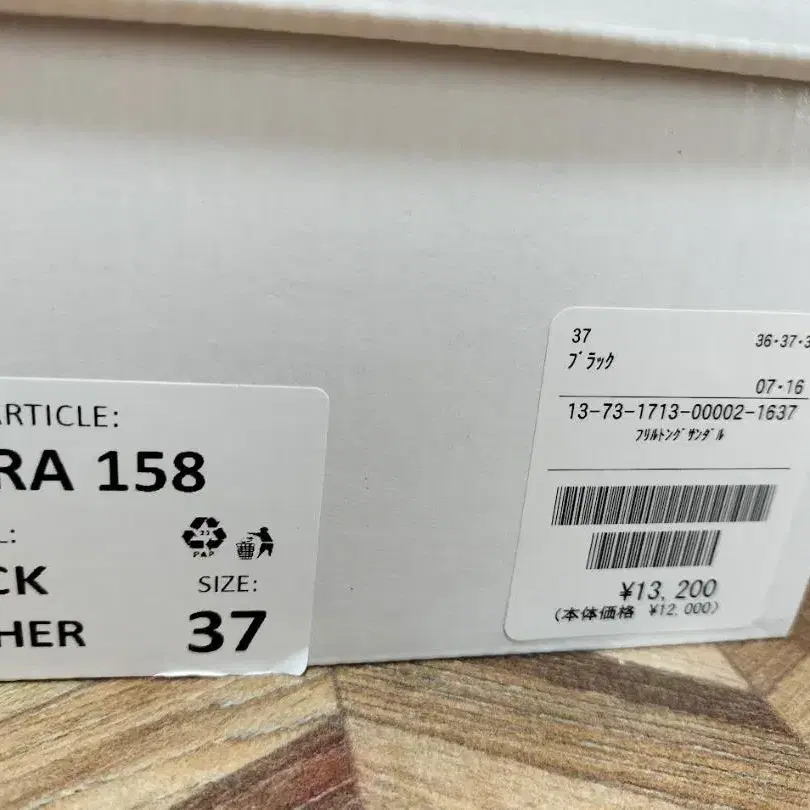 ARTICLE:
RA 158
L:
CK
HER
23
PAP
SIZE:
37
37
36・37・3
ブラック
07・16
13-73-1713-00002-1637
フリルトングサンダル
¥13,200
(本体価格 ¥12,000)